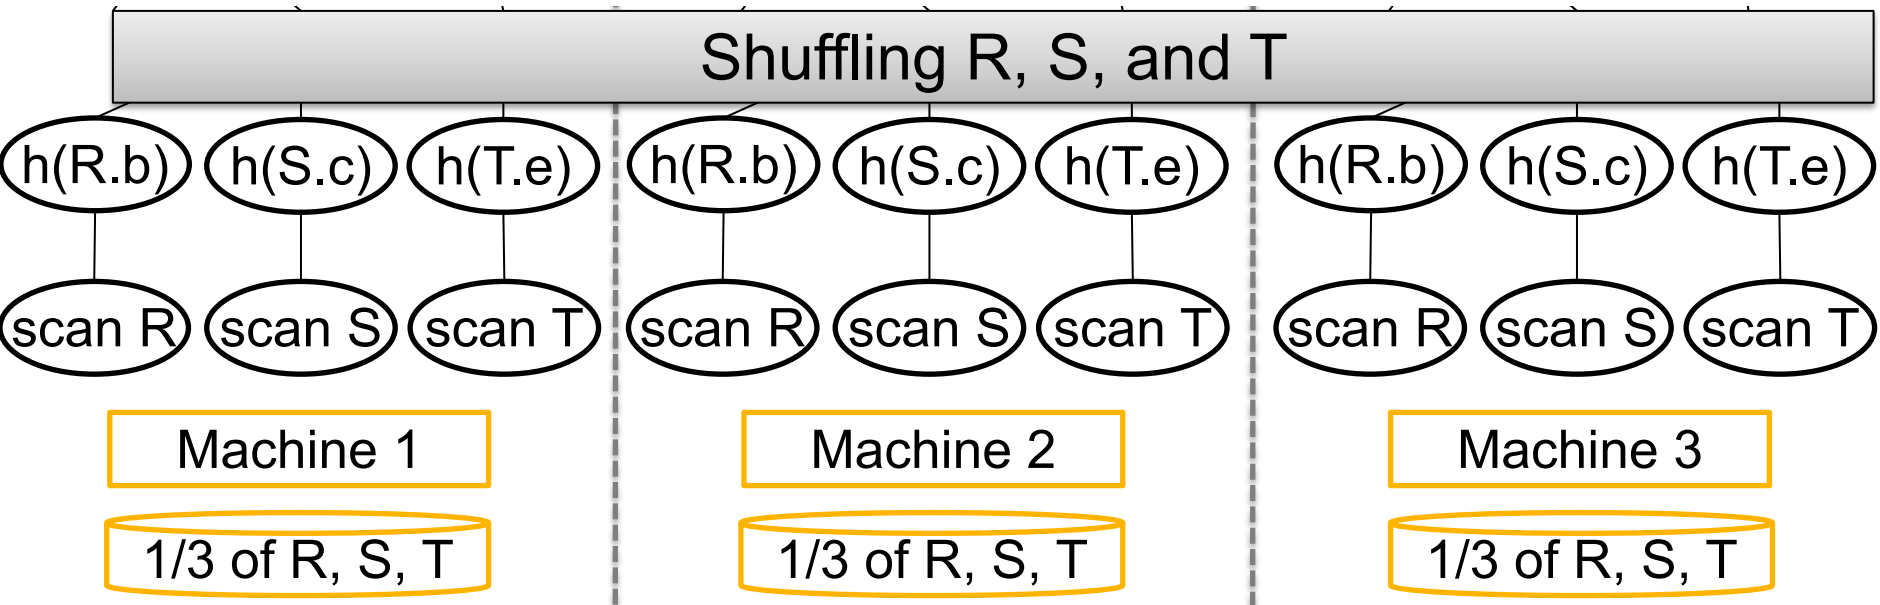 Shuffling R, S, and T
h(R.b) h(S.c) h(T.e) h(R.b) h(S.c) h(T.e) h(R.b) h(S.c) h(T.e)
scan R scan S scan T scan R scan S scan T scan R scan S scan T
Machine 1 Machine 2 Machine 3
1/3 of R, S, T 1/3 of R, S, T 1/3 of R, S, T